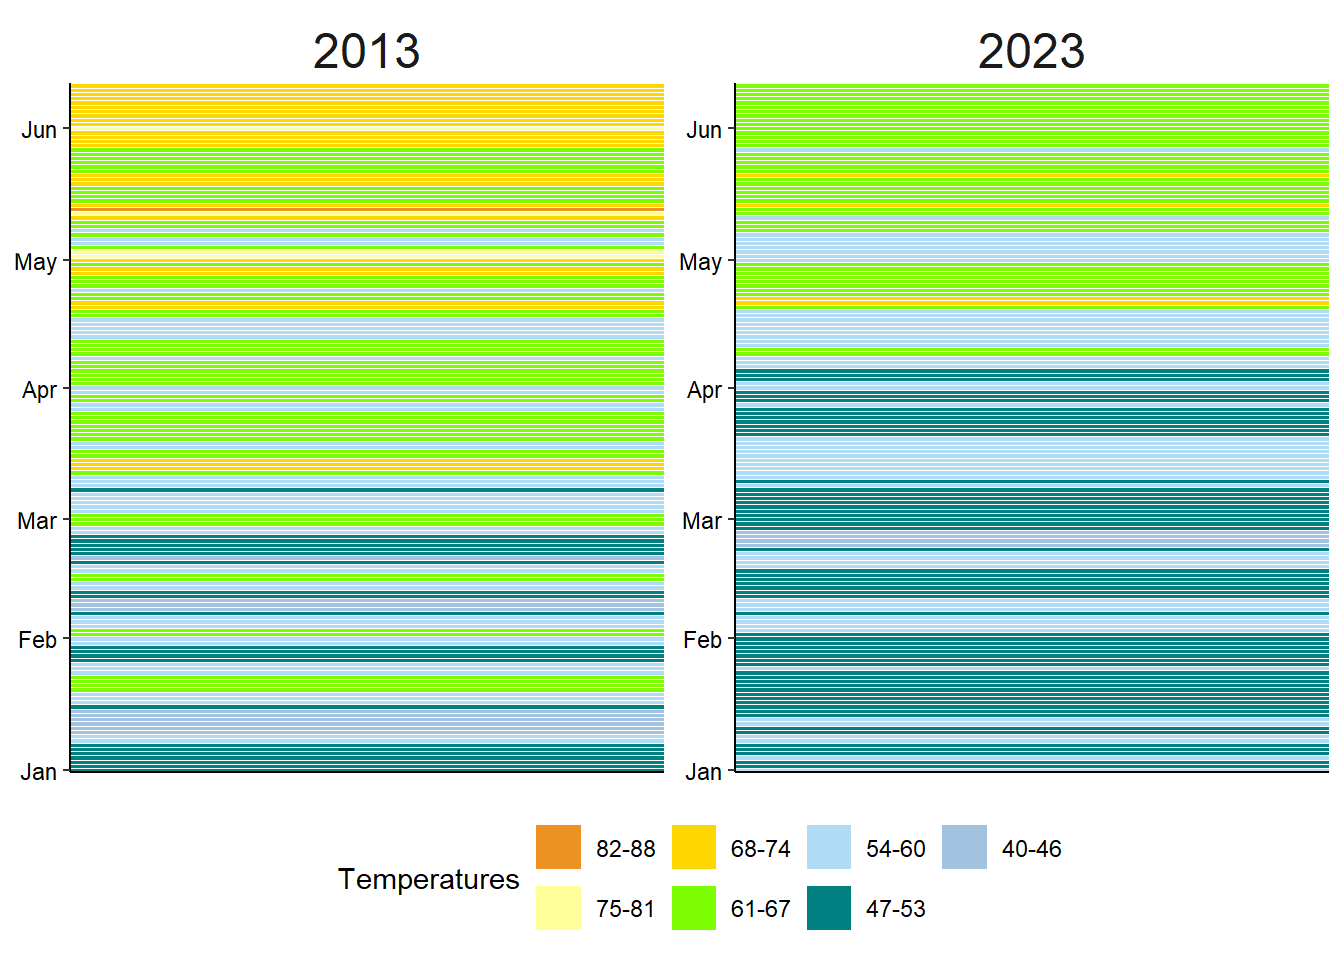 2013
2023
Jun
May
Apr
Mar
Feb
Jan
Jun
May
Apr
Mar
Feb
Jan
Temperatures
82-88
68-74
54-60
40-46
75-81
61-67
47-53